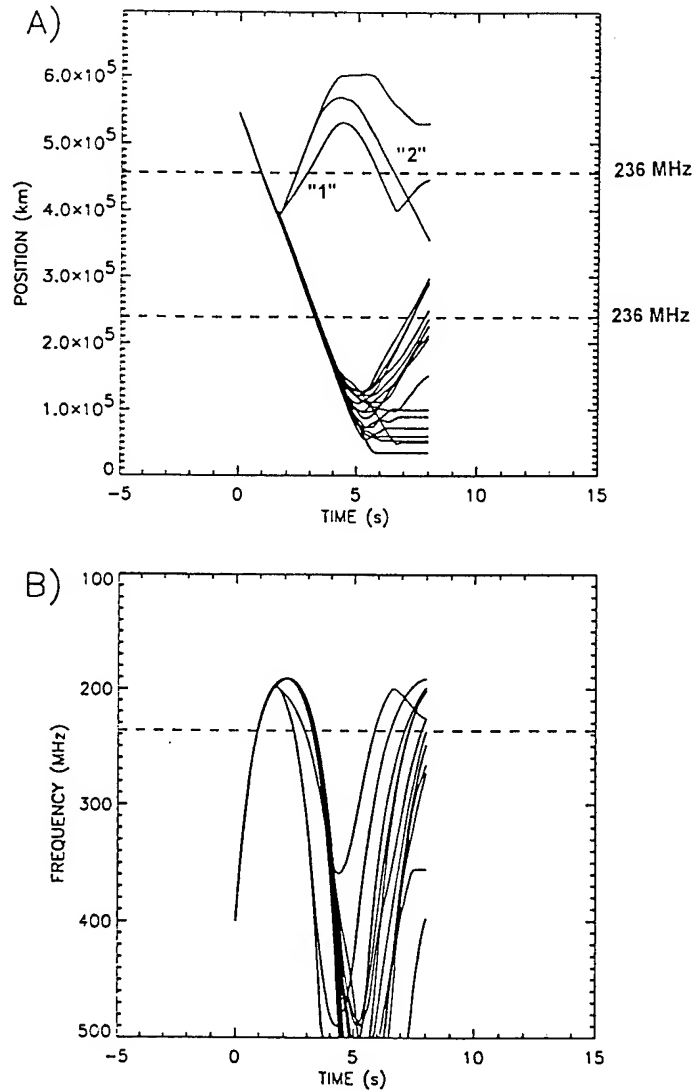 A)
6.0×10⁵
5.0×10⁵
4.0×10⁵
3.0×10⁵
2.0×10⁵
1.0×10⁵
0
POSITION (km)
"1"
"2"
236 MHz
236 MHz
-5 0 5 10 15
TIME (s)
B)
100
200
300
400
500
FREQUENCY (MHz)
-5 0 5 10 15
TIME (s)